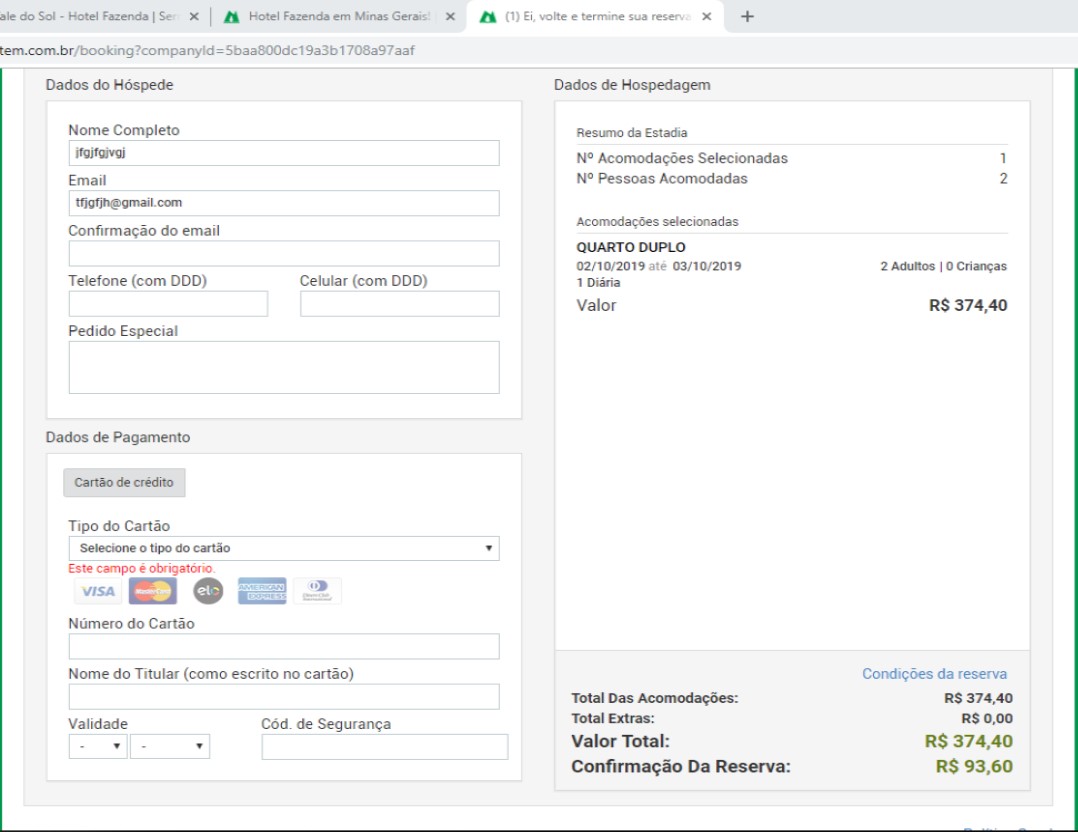 ale do Sol - Hotel Fazenda | Ser
Hotel Fazenda em Minas Gerais!
(1) Ei, volte e termine sua reserva
tem.com.br/booking?companyId=5baa800dc19a3b1708a97aaf
Dados do Hóspede
Nome Completo
jfgjfgjvgj
Email
tfjgfjh@gmail.com
Confirmação do email
Telefone (com DDD) Celular (com DDD)
Pedido Especial
Dados de Pagamento
Cartão de crédito
Tipo do Cartão
Selecione o tipo do cartão
Este campo é obrigatório.
VISA MasterCard elo AMERICAN EXPRESS Diners Club International
Número do Cartão
Nome do Titular (como escrito no cartão)
Validade Cód. de Segurança
- -
Dados de Hospedagem
Resumo da Estadia
Nº Acomodações Selecionadas 1
Nº Pessoas Acomodadas 2
Acomodações selecionadas
QUARTO DUPLO
02/10/2019 até 03/10/2019 2 Adultos | 0 Crianças
1 Diária
Valor R$ 374,40
Condições da reserva
Total Das Acomodações: R$ 374,40
Total Extras: R$ 0,00
Valor Total: R$ 374,40
Confirmação Da Reserva: R$ 93,60